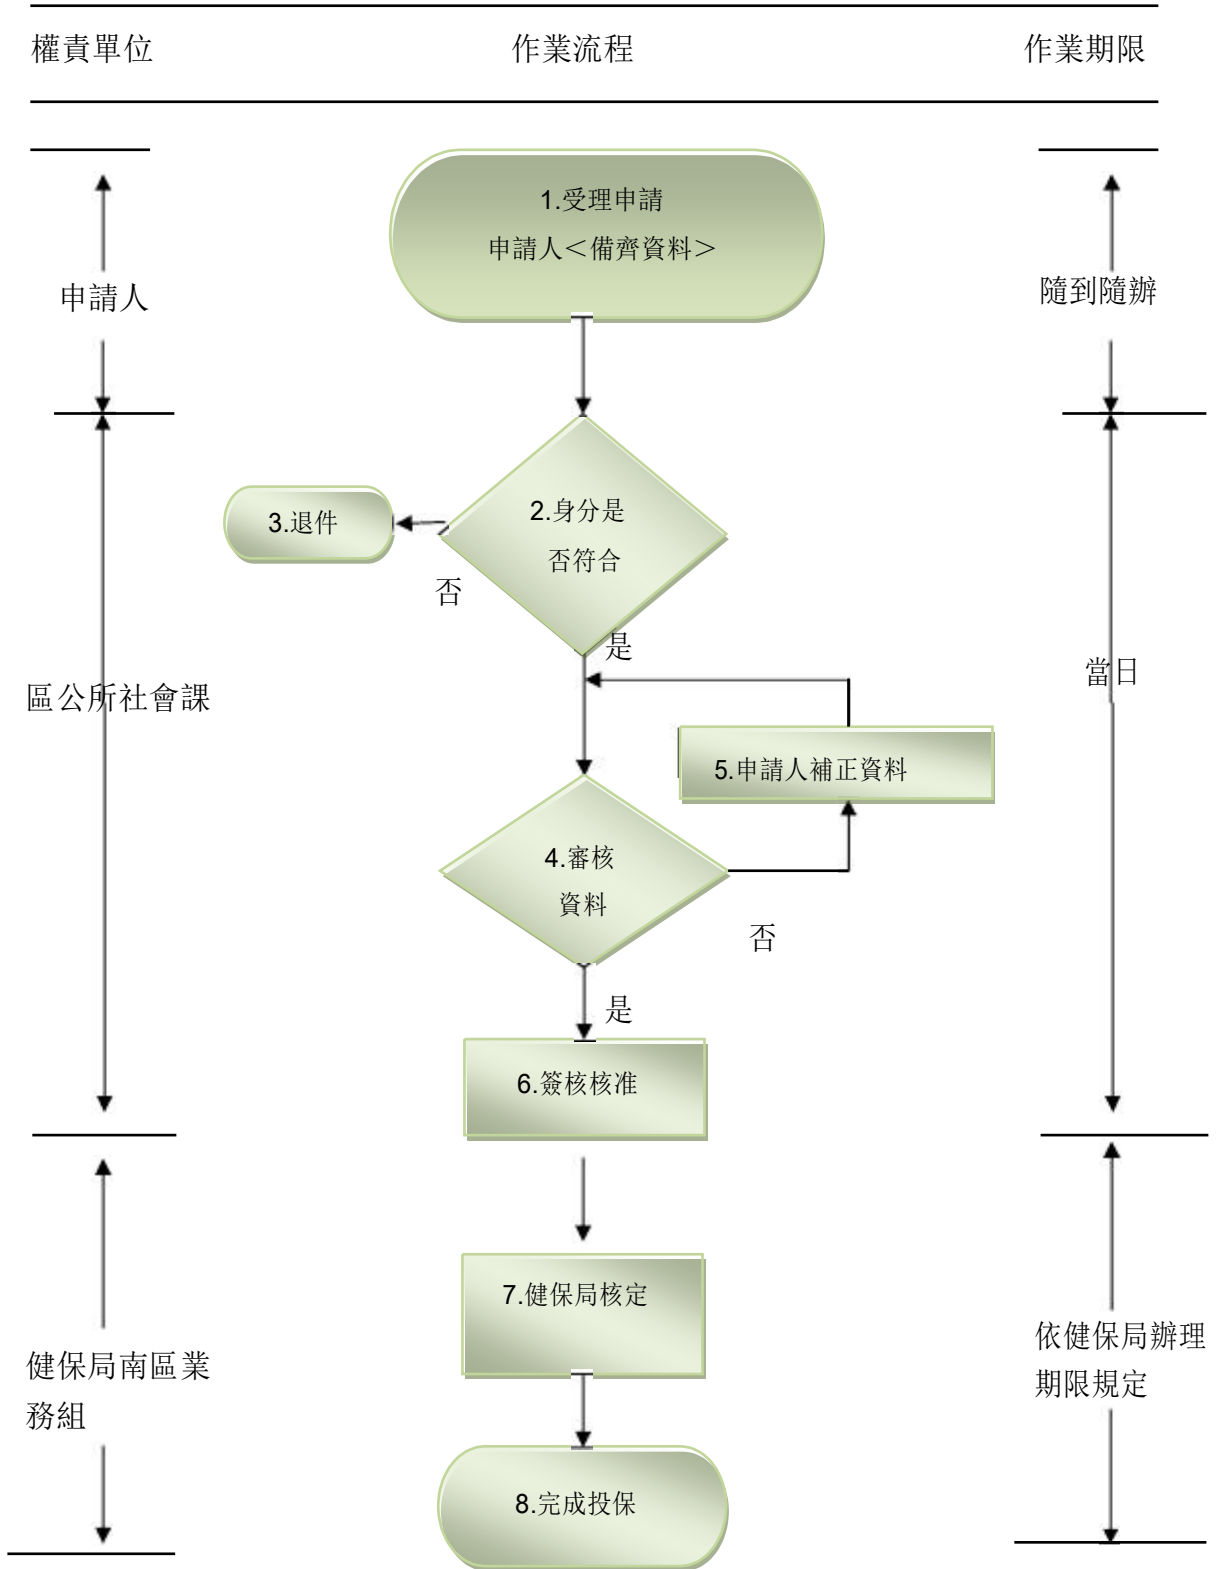 權責單位 作業流程 作業期限
1.受理申請
申請人＜備齊資料＞
申請人
隨到隨辦
2.身分是
否符合
3.退件
否
是
區公所社會課
當日
5.申請人補正資料
4.審核
資料
否
是
6.簽核核准
7.健保局核定
健保局南區業
務組
依健保局辦理
期限規定
8.完成投保